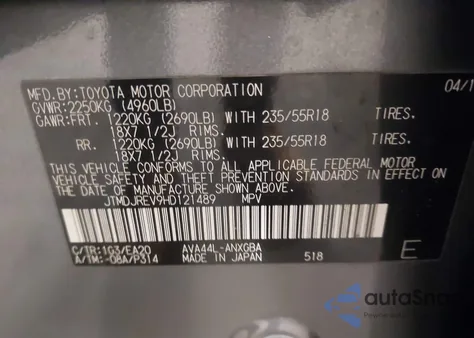 MFD.BY:TOYOTA MOTOR CORPORATION 04/1
GVWR:2250KG (4960LB)
GAWR:FRT. 1220KG (2690LB) WITH 235/55R18 TIRES.
18X7 1/2J RIMS.
RR. 1220KG (2690LB) WITH 235/55R18 TIRES.
18X7 1/2J RIMS.
THIS VEHICLE CONFORMS TO ALL APPLICABLE FEDERAL MOTOR
VEHICLE SAFETY AND THEFT PREVENTION STANDARDS IN EFFECT
ON THE DATE OF MANUFACTURE SHOWN ABOVE.
JTMDJREV9HD121489 MPV
C/TR:1G3/EA20 AVA44L-ANXGBA E
A/TM:-08A/P314 MADE IN JAPAN 518